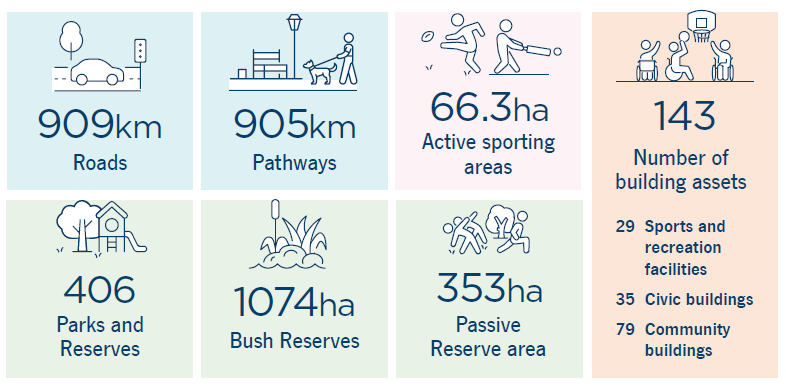 909km
Roads
905km
Pathways
66.3ha
Active sporting
areas
143
Number of
building assets
29 Sports and
recreation
facilities
35 Civic buildings
79 Community
buildings
406
Parks and
Reserves
1074ha
Bush Reserves
353ha
Passive
Reserve area